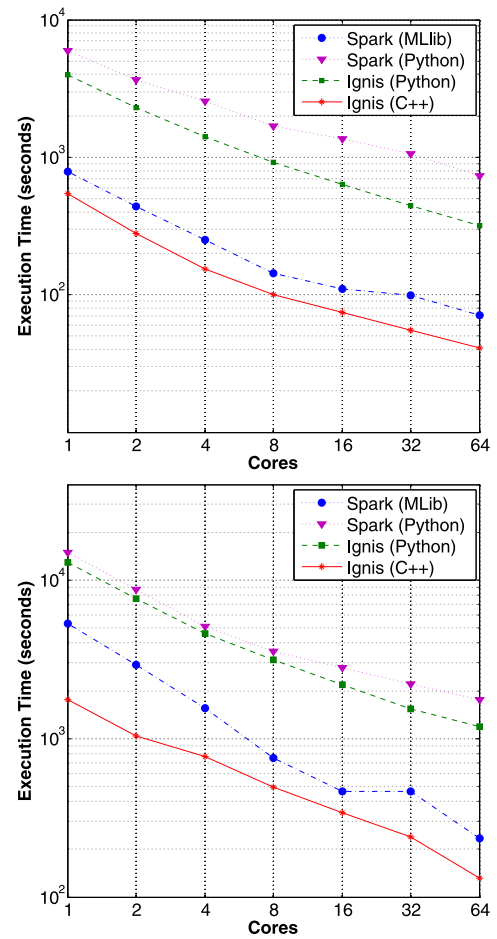 10^4
10^3
10^2
Execution Time (seconds)
Spark (MLlib)
Spark (Python)
Ignis (Python)
Ignis (C++)
1 2 4 8 16 32 64
Cores
10^4
10^3
10^2
Execution Time (seconds)
Spark (MLib)
Spark (Python)
Ignis (Python)
Ignis (C++)
1 2 4 8 16 32 64
Cores